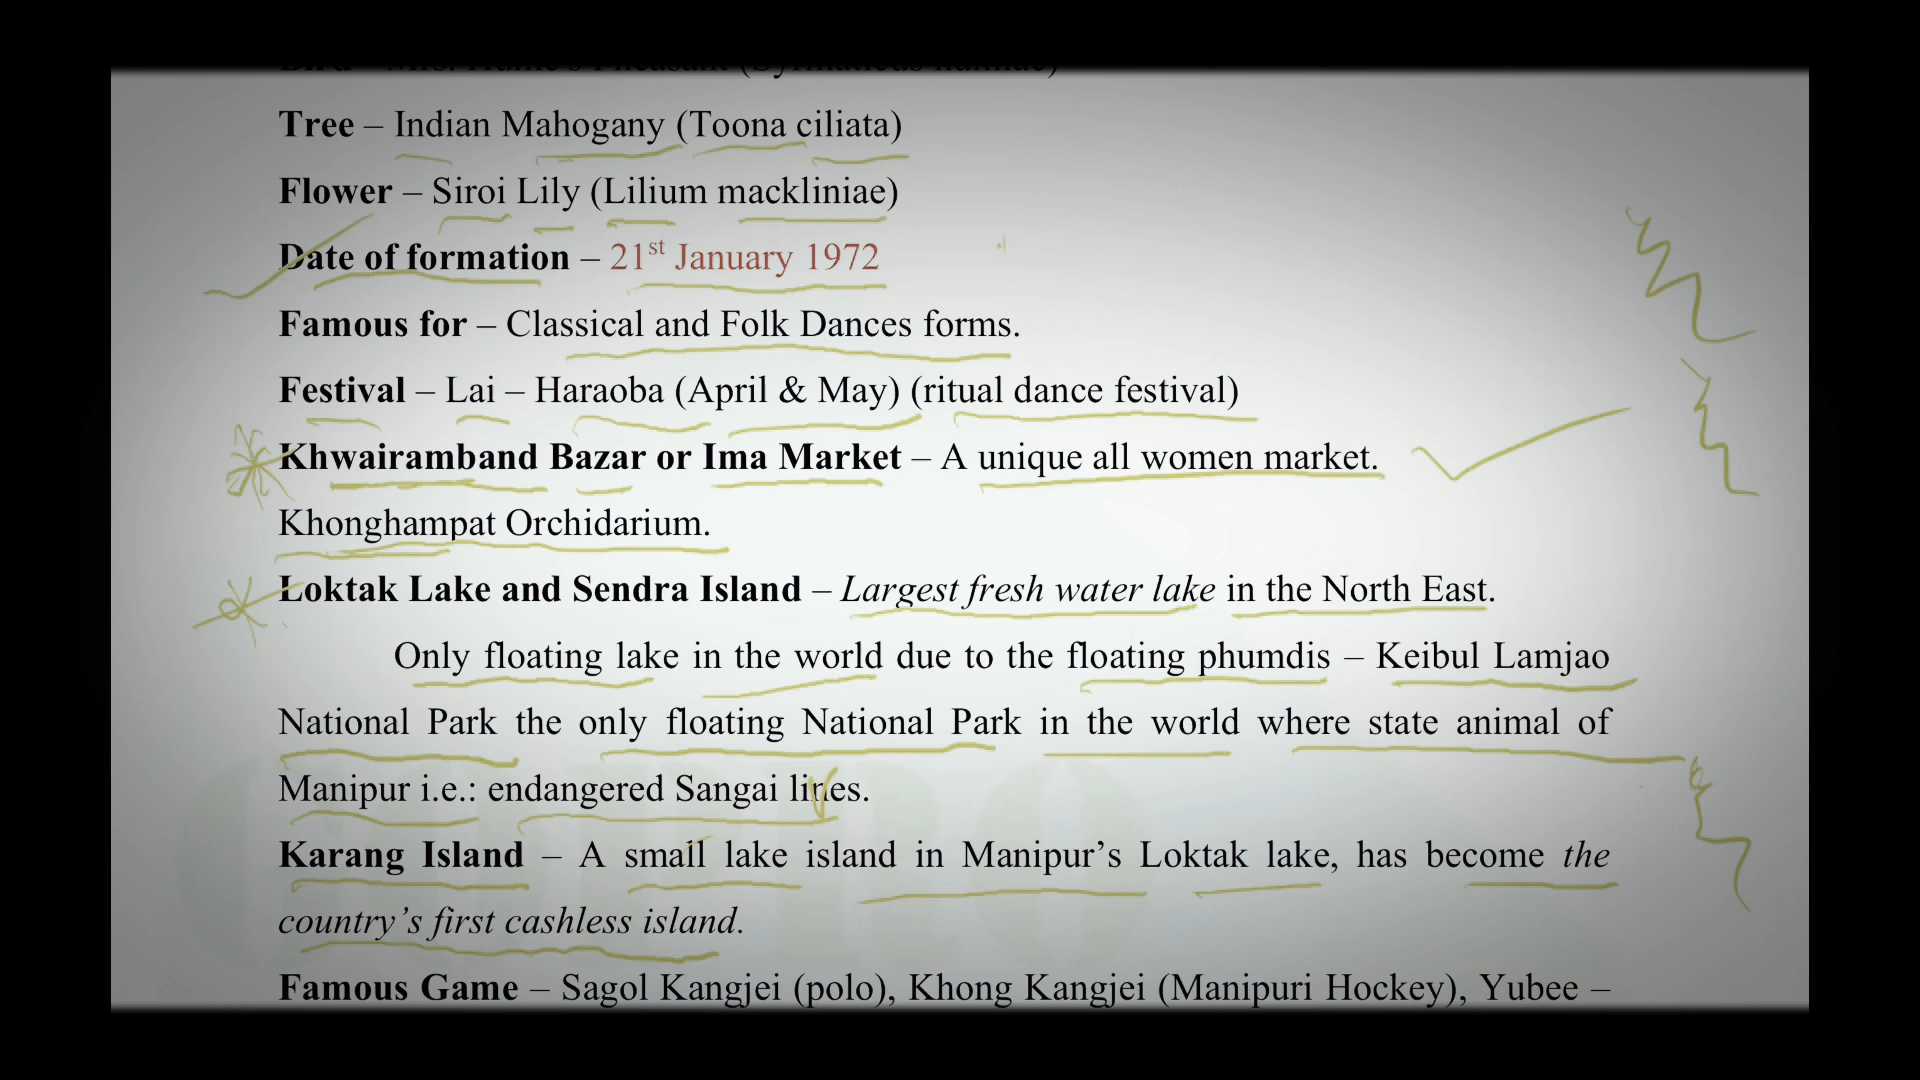 Tree – Indian Mahogany (Toona ciliata)
Flower – Siroi Lily (Lilium mackliniae)
Date of formation – 21st January 1972
Famous for – Classical and Folk Dances forms.
Festival – Lai – Haraoba (April & May) (ritual dance festival)
Khwairamband Bazar or Ima Market – A unique all women market.
Khonghampat Orchidarium.
Loktak Lake and Sendra Island – Largest fresh water lake in the North East.
Only floating lake in the world due to the floating phumdis – Keibul Lamjao
National Park the only floating National Park in the world where state animal of
Manipur i.e.: endangered Sangai lines.
Karang Island – A small lake island in Manipur’s Loktak lake, has become the
country’s first cashless island.
Famous Game – Sagol Kangjei (polo), Khong Kangjei (Manipuri Hockey), Yubee –